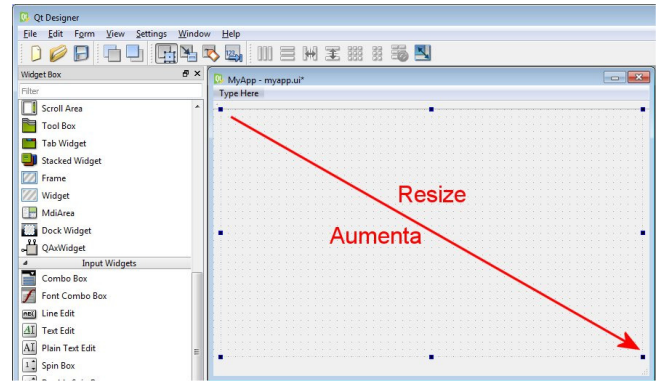 Qt Designer
File Edit Form View Settings Window Help
Widget Box
Filter
Scroll Area
Tool Box
Tab Widget
Stacked Widget
Frame
Widget
MdiArea
Dock Widget
QAxWidget
Input Widgets
Combo Box
Font Combo Box
Line Edit
Text Edit
Plain Text Edit
Spin Box
MyApp - myapp.ui*
Type Here
Resize
Aumenta